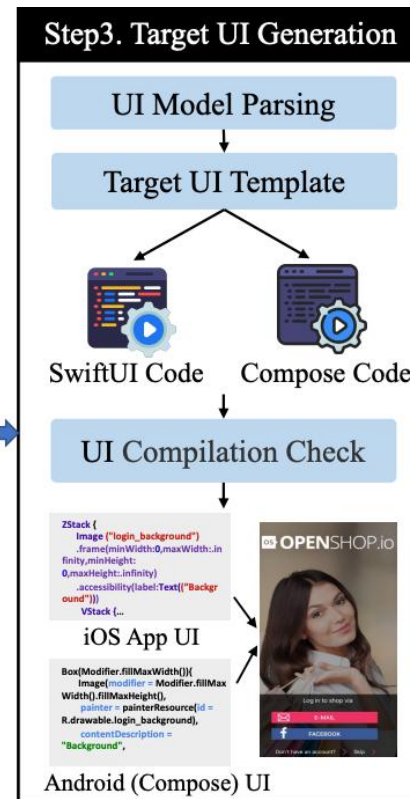 Step3. Target UI Generation
UI Model Parsing
Target UI Template
SwiftUI Code
Compose Code
UI Compilation Check
ZStack {
Image ("login_background")
.frame(minWidth:0,maxWidth:.in
finity,minHeight:
0,maxHeight:.infinity)
.accessibility(label:Text(("Backgr
ound")))
VStack {...
iOS App UI
Box(Modifier.fillMaxWidth()){
Image(modifier = Modifier.fillMax
Width().fillMaxHeight(),
painter = painterResource(id =
R.drawable.login_background),
contentDescription =
"Background",
Android (Compose) UI
OS OPENSHOP.io
Log in to shop via
E-MAIL
FACEBOOK
Don't have an account?
Skip